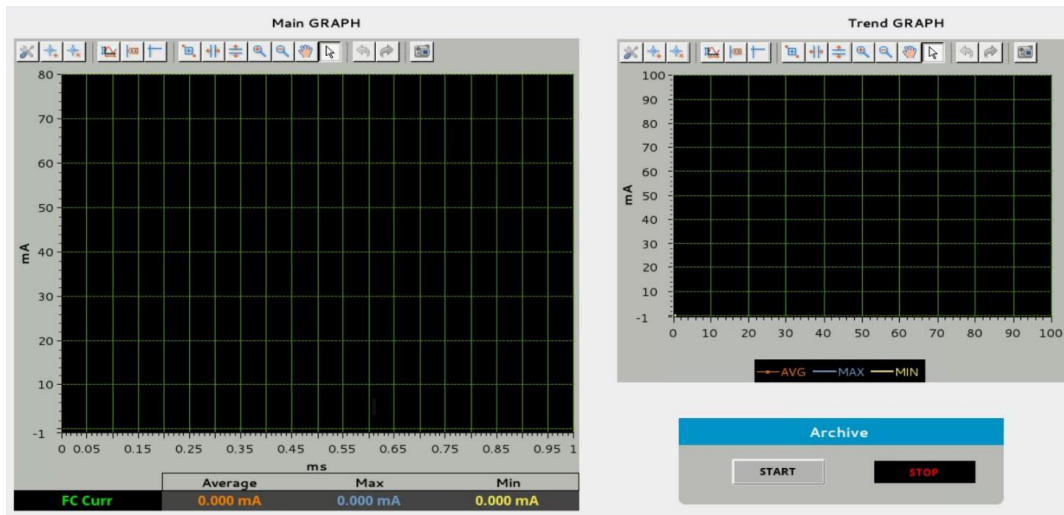 Main GRAPH
80
70
60
50
40
30
20
10
-1
mA
0 0.05 0.15 0.25 0.35 0.45 0.55 0.65 0.75 0.85 0.95 1
ms
Average Max Min
FC Curr 0.000 mA 0.000 mA 0.000 mA
Trend GRAPH
100
90
80
70
60
50
40
30
20
10
-1
mA
0 10 20 30 40 50 60 70 80 90 100
AVG MAX MIN
Archive
START STOP